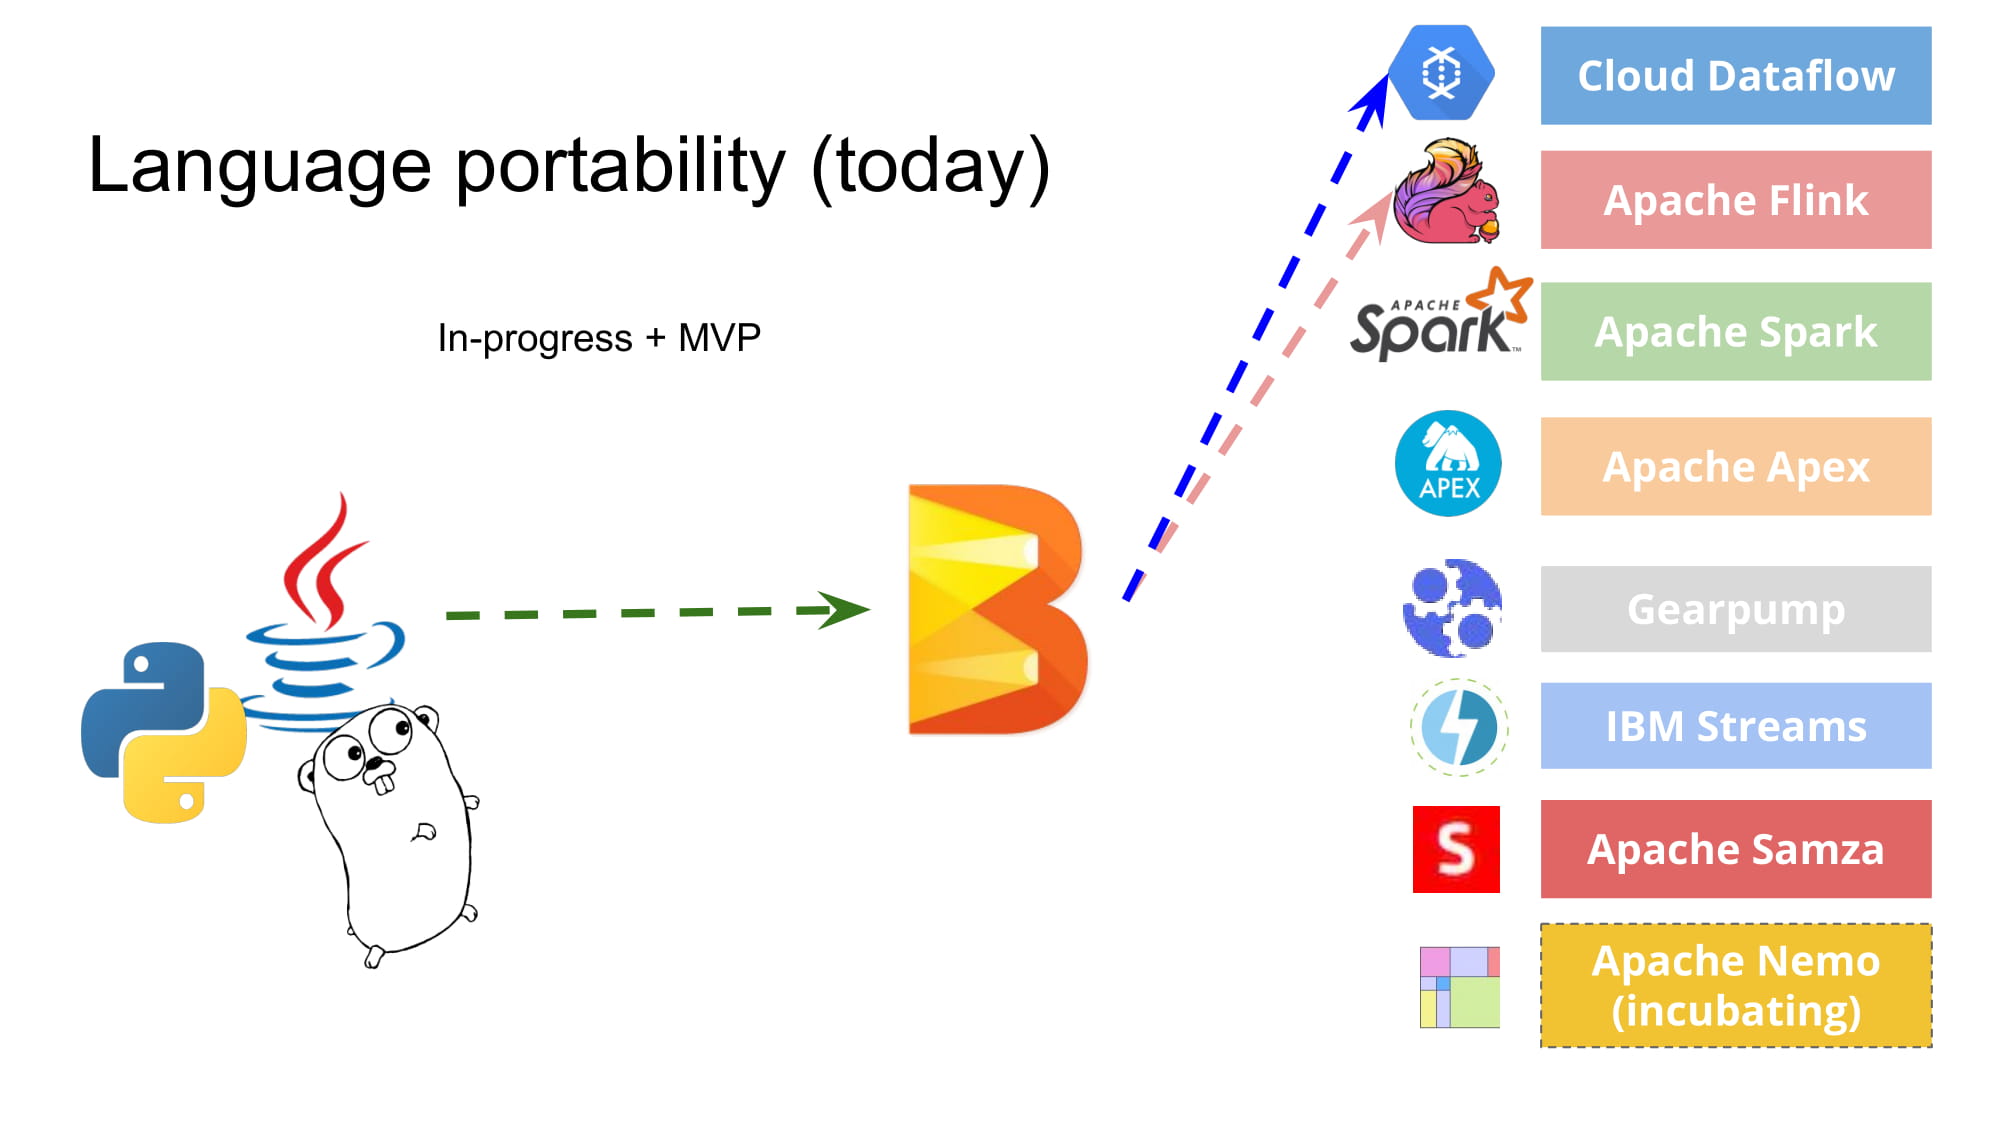 Language portability (today)
In-progress + MVP
Cloud Dataflow
Apache Flink
APACHE
Spark™
Apache Spark
APEX
Apache Apex
Gearpump
IBM Streams
S
Apache Samza
Apache Nemo
(incubating)